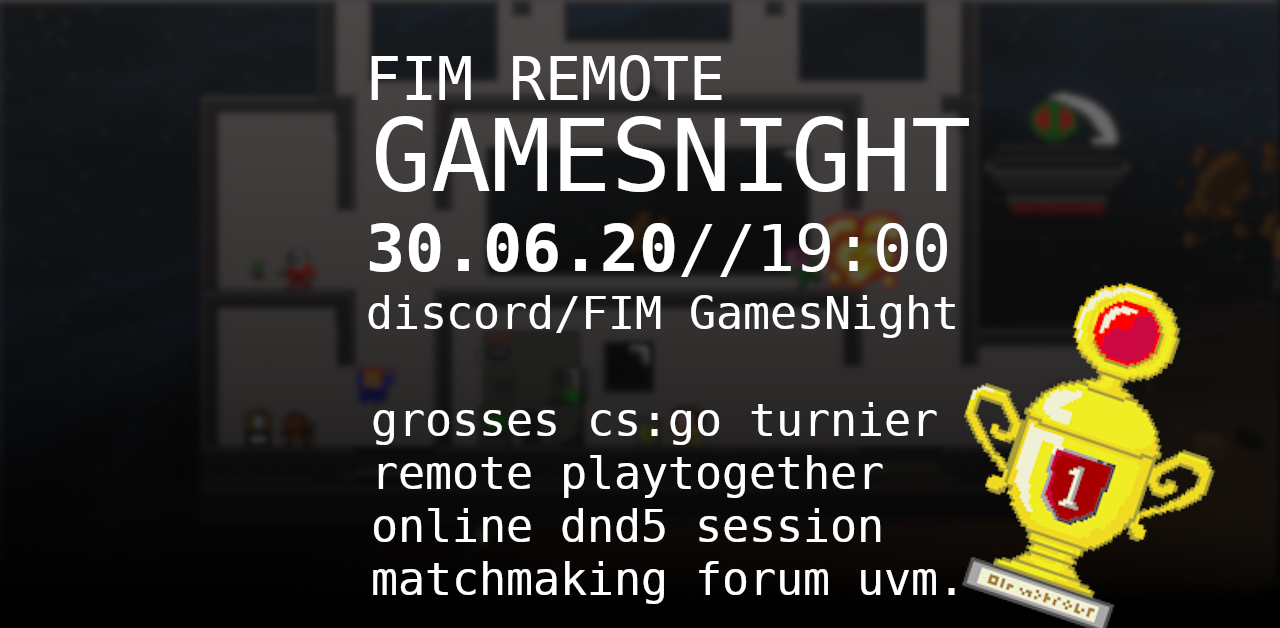 FIM REMOTE
GAMESNIGHT
30.06.20//19:00
discord/FIM GamesNight
grosses cs:go turnier
remote playtogether
online dnd5 session
matchmaking forum uvm.
1